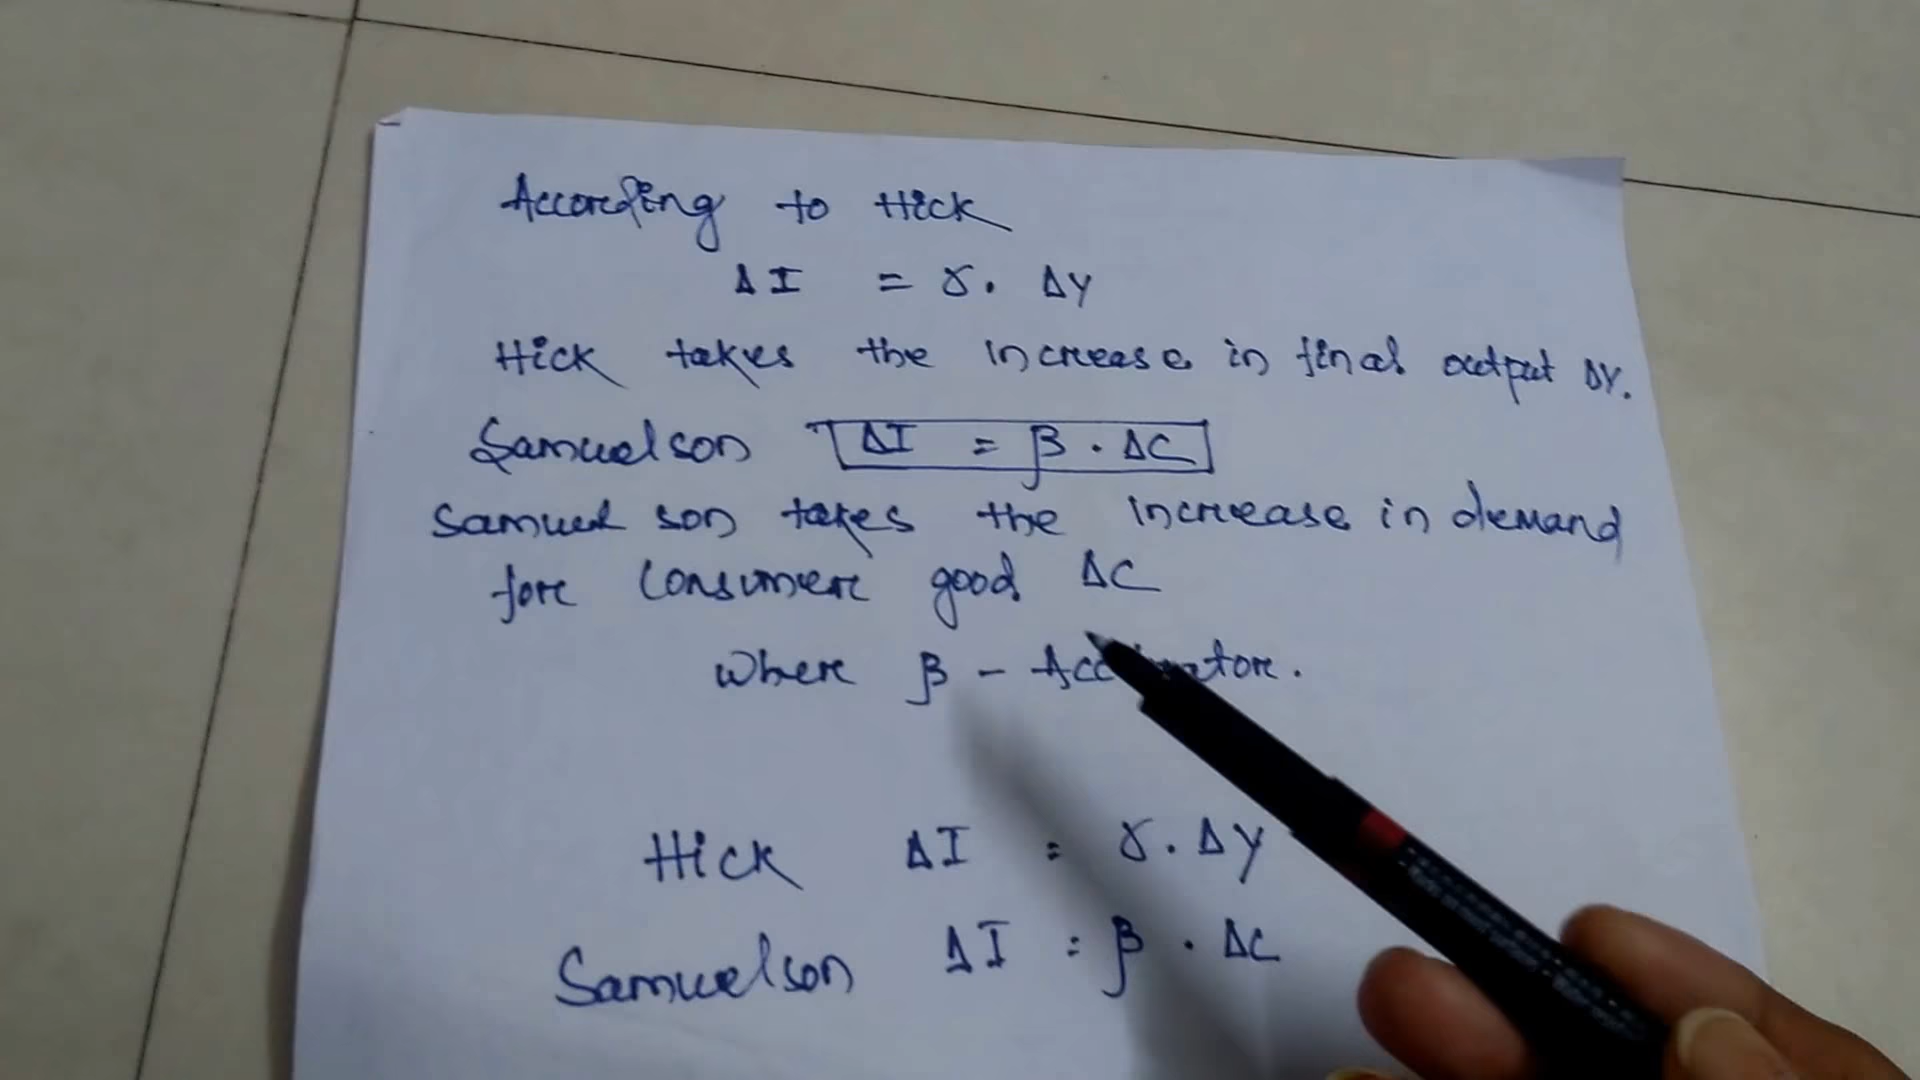 According to Hick
ΔI = γ. ΔY
Hick takes the increase in final output ΔY.
Samuelson ΔI = β . ΔC
Samuelson takes the increase in demand
for consumer good ΔC
where β -
Hick ΔI = γ. ΔY
Samuelson ΔI = β . ΔC